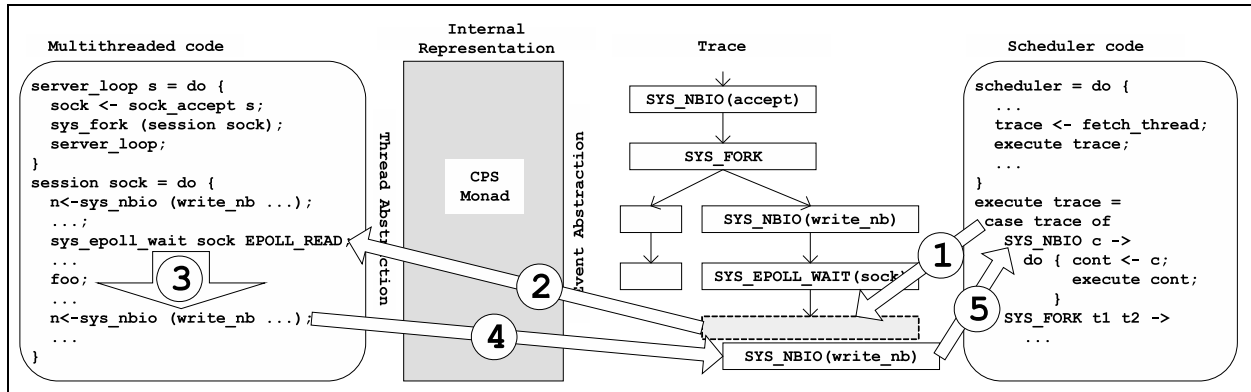 Multithreaded code
server_loop s = do {
sock <- sock_accept s;
sys_fork (session sock);
server_loop;
}
session sock = do {
n<-sys_nbio (write_nb ...);
...;
sys_epoll_wait sock EPOLL_READ;
...
foo;
...
n<-sys_nbio (write_nb ...);
...
}
3
Thread Abstraction
Internal
Representation
CPS
Monad
2
4
Event Abstraction
Trace
SYS_NBIO(accept)
SYS_FORK
SYS_NBIO(write_nb)
SYS_EPOLL_WAIT(sock)
SYS_NBIO(write_nb)
1
5
Scheduler code
scheduler = do {
...
trace <- fetch_thread;
execute trace;
...
}
execute trace =
case trace of
SYS_NBIO c ->
do { cont <- c;
execute cont;
}
SYS_FORK t1 t2 ->
...